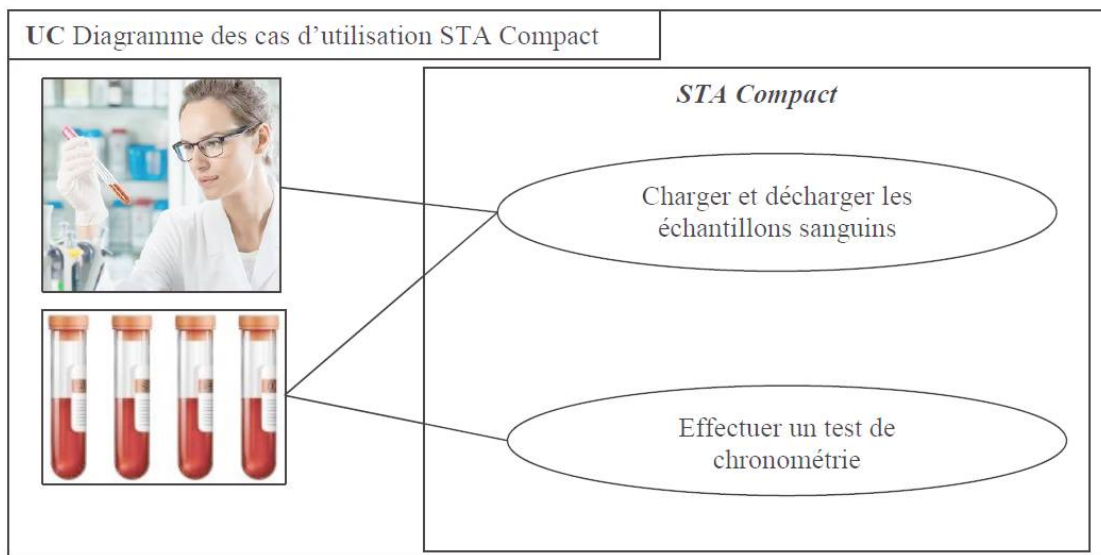 UC Diagramme des cas d’utilisation STA Compact
STA Compact
Charger et décharger les
échantillons sanguins
Effectuer un test de
chronométrie